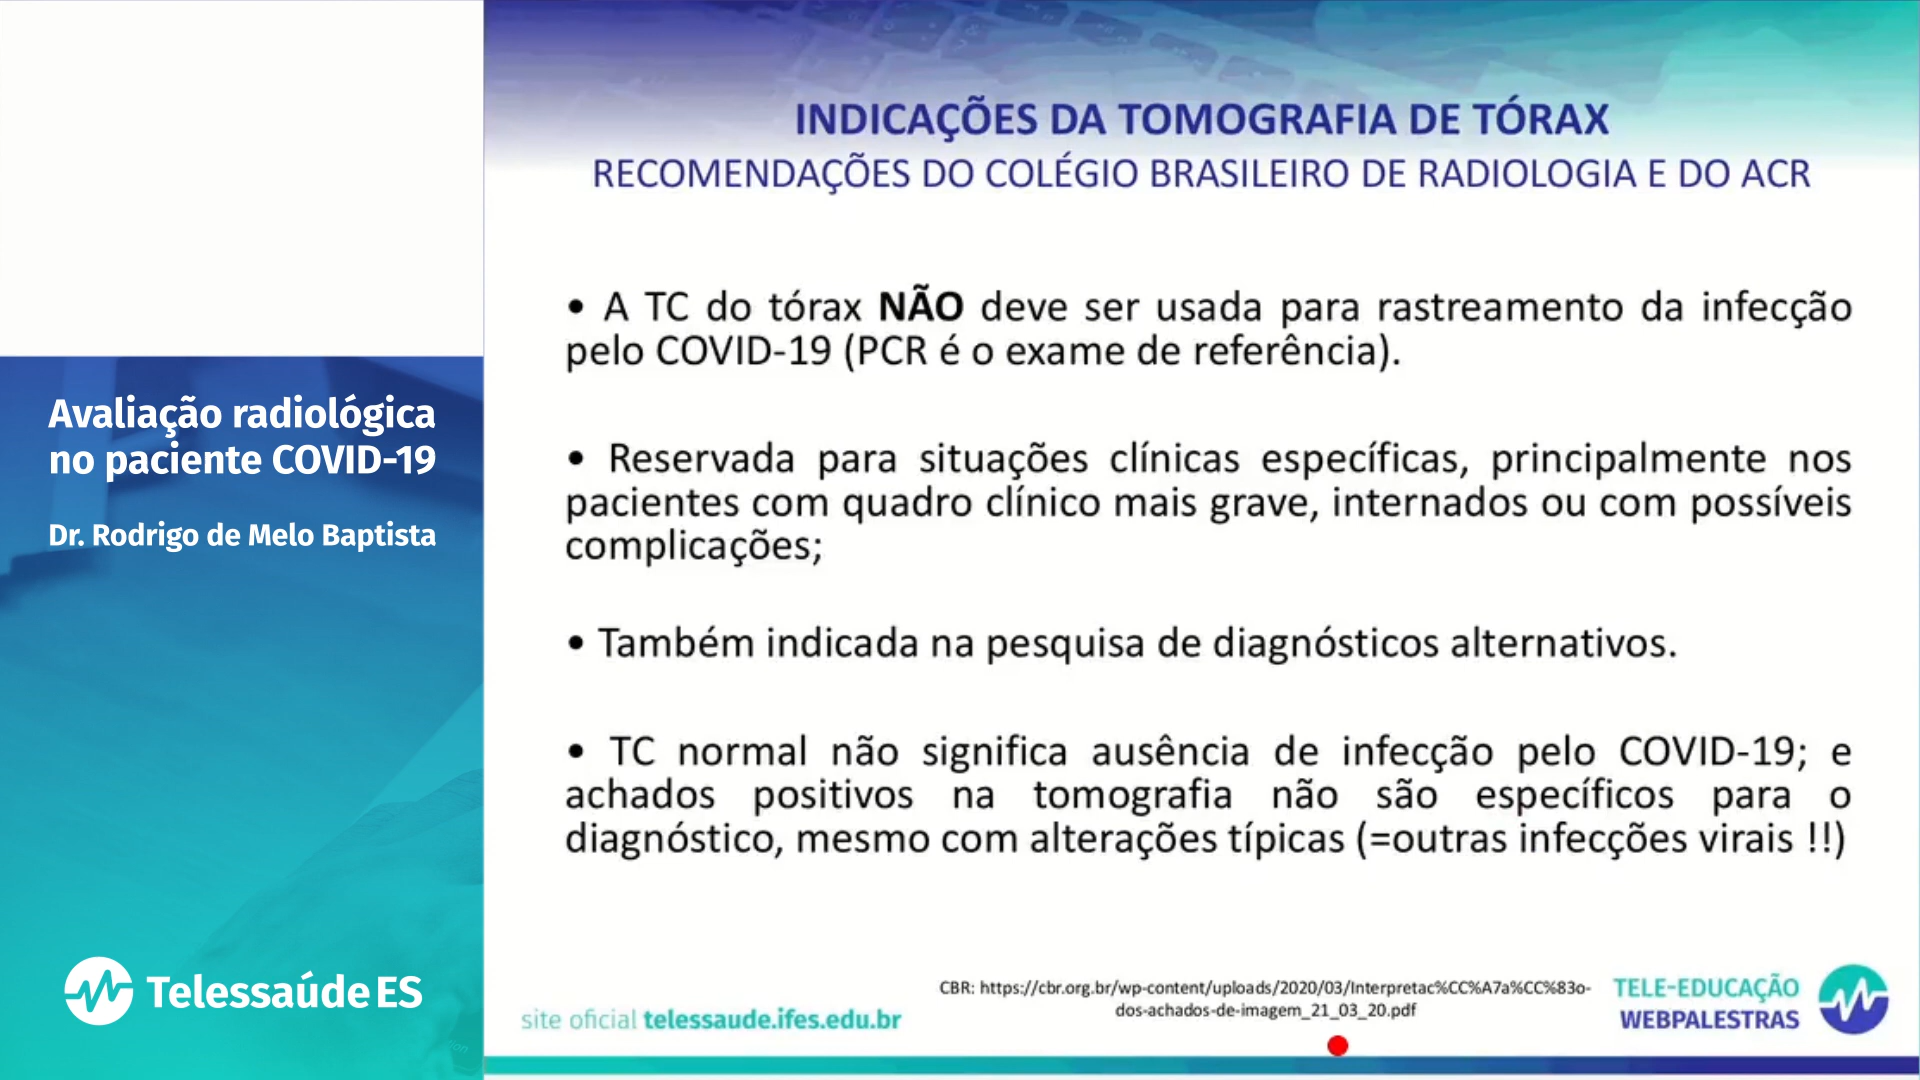 INDICAÇÕES DA TOMOGRAFIA DE TÓRAX
RECOMENDAÇÕES DO COLÉGIO BRASILEIRO DE RADIOLOGIA E DO ACR
• A TC do tórax NÃO deve ser usada para rastreamento da infecção
pelo COVID-19 (PCR é o exame de referência).
• Reservada para situações clínicas específicas, principalmente nos
pacientes com quadro clínico mais grave, internados ou com possíveis
complicações;
• Também indicada na pesquisa de diagnósticos alternativos.
• TC normal não significa ausência de infecção pelo COVID-19; e
achados positivos na tomografia não são específicos para o
diagnóstico, mesmo com alterações típicas (=outras infecções virais !!)
Avaliação radiológica
no paciente COVID-19
Dr. Rodrigo de Melo Baptista
Telessaúde ES
site oficial telessaude.ifes.edu.br
CBR: https://cbr.org.br/wp-content/uploads/2020/03/Interpretac%CC%A7a%CC%83o-
dos-achados-de-imagem_21_03_20.pdf
TELE-EDUCAÇÃO
WEBPALESTRAS